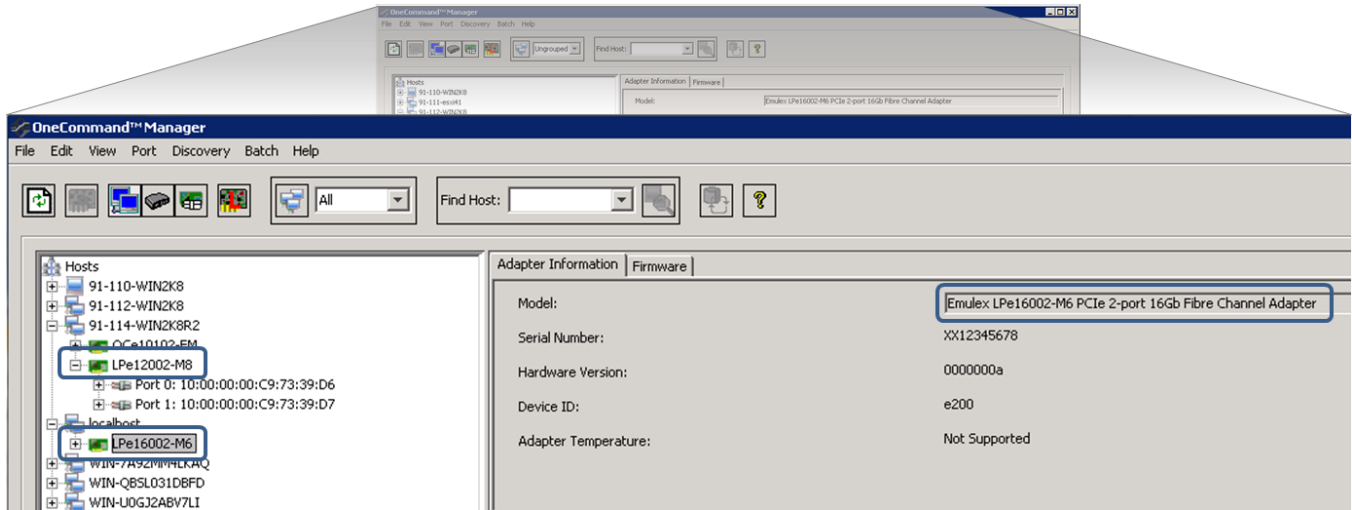 OneCommand™ Manager
File Edit View Port Discovery Batch Help
Ungrouped Find Host:
Hosts
91-110-WIN2K8
91-111-esxi41
91-112-WIN2K8
Adapter Information Firmware
Model: Emulex LPe16002-M6 PCIe 2-port 16Gb Fibre Channel Adapter
OneCommand™ Manager
File Edit View Port Discovery Batch Help
All Find Host:
Hosts
91-110-WIN2K8
91-112-WIN2K8
91-114-WIN2K8R2
OCe10102-FM
LPe12002-M8
Port 0: 10:00:00:00:C9:73:39:D6
Port 1: 10:00:00:00:C9:73:39:D7
localhost
LPe16002-M6
WIN-7A92MM4LKAQ
WIN-QBSL031DBFD
WIN-U0GJ2ABV7LI
Adapter Information Firmware
Model: Emulex LPe16002-M6 PCIe 2-port 16Gb Fibre Channel Adapter
Serial Number: XX12345678
Hardware Version: 0000000a
Device ID: e200
Adapter Temperature: Not Supported